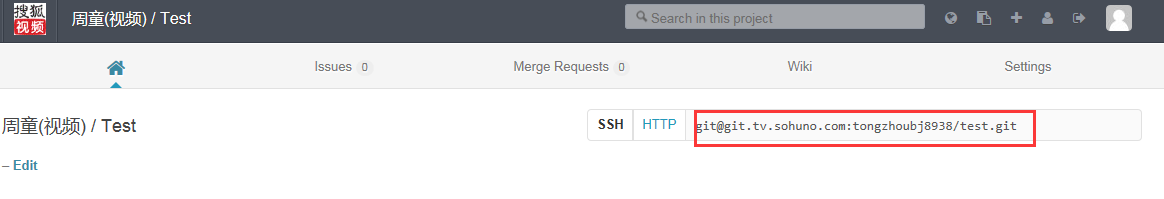 搜狐
视频
周童(视频) / Test
Search in this project
Issues 0
Merge Requests 0
Wiki
Settings
周童(视频) / Test
SSH
HTTP
git@git.tv.sohuno.com:tongzhoubj8938/test.git
– Edit